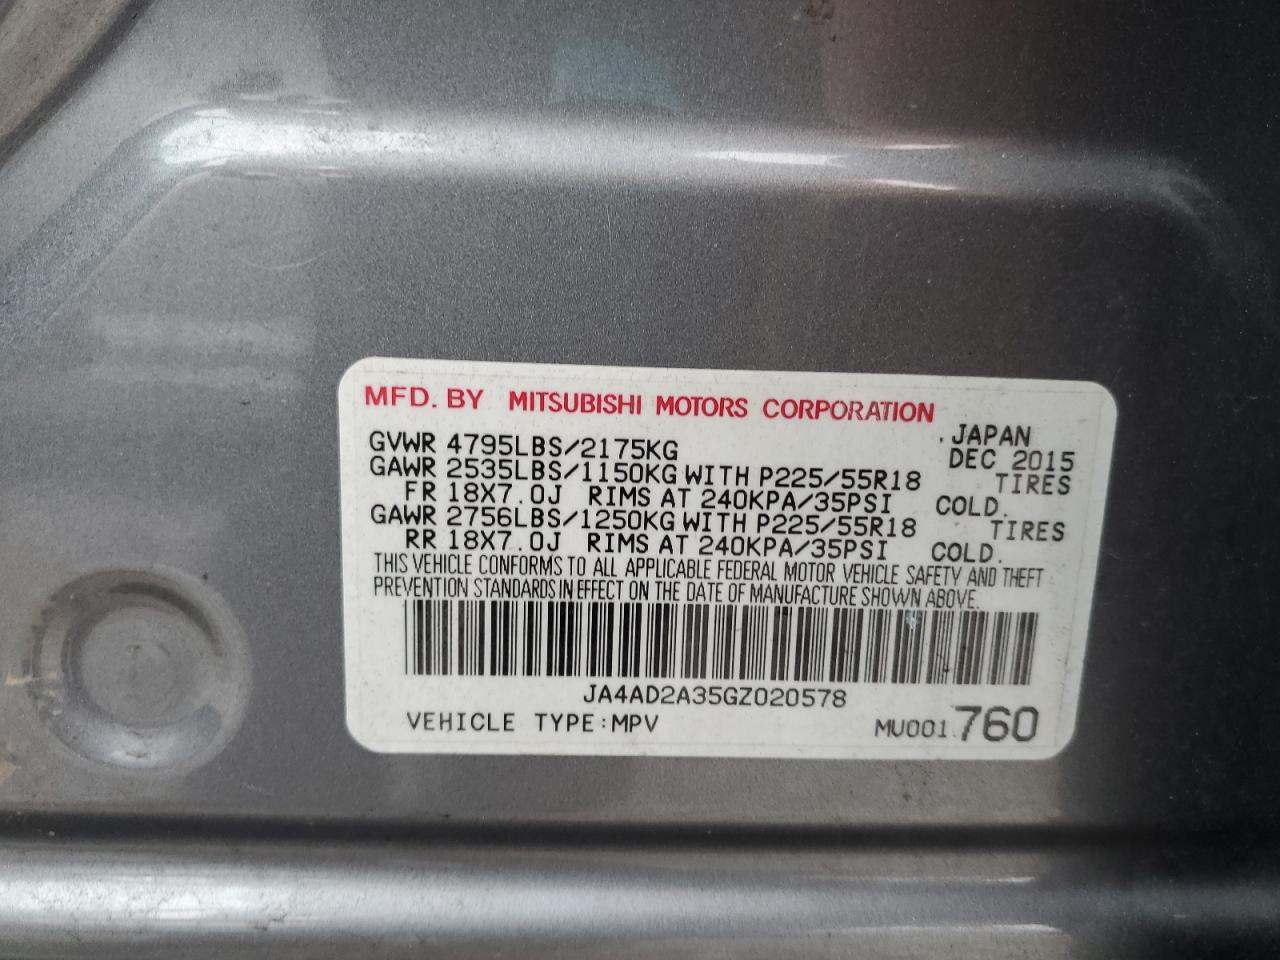 MFD. BY MITSUBISHI MOTORS CORPORATION
JAPAN
GVWR 4795LBS/2175KG DEC 2015
GAWR 2535LBS/1150KG WITH P225/55R18 TIRES
FR 18X7.0J RIMS AT 240KPA/35PSI COLD.
GAWR 2756LBS/1250KG WITH P225/55R18 TIRES
RR 18X7.0J RIMS AT 240KPA/35PSI COLD.
THIS VEHICLE CONFORMS TO ALL APPLICABLE FEDERAL MOTOR VEHICLE SAFETY AND THEFT
PREVENTION STANDARDS IN EFFECT ON THE DATE OF MANUFACTURE SHOWN ABOVE.
JA4AD2A35GZ020578
VEHICLE TYPE:MPV MU001.760